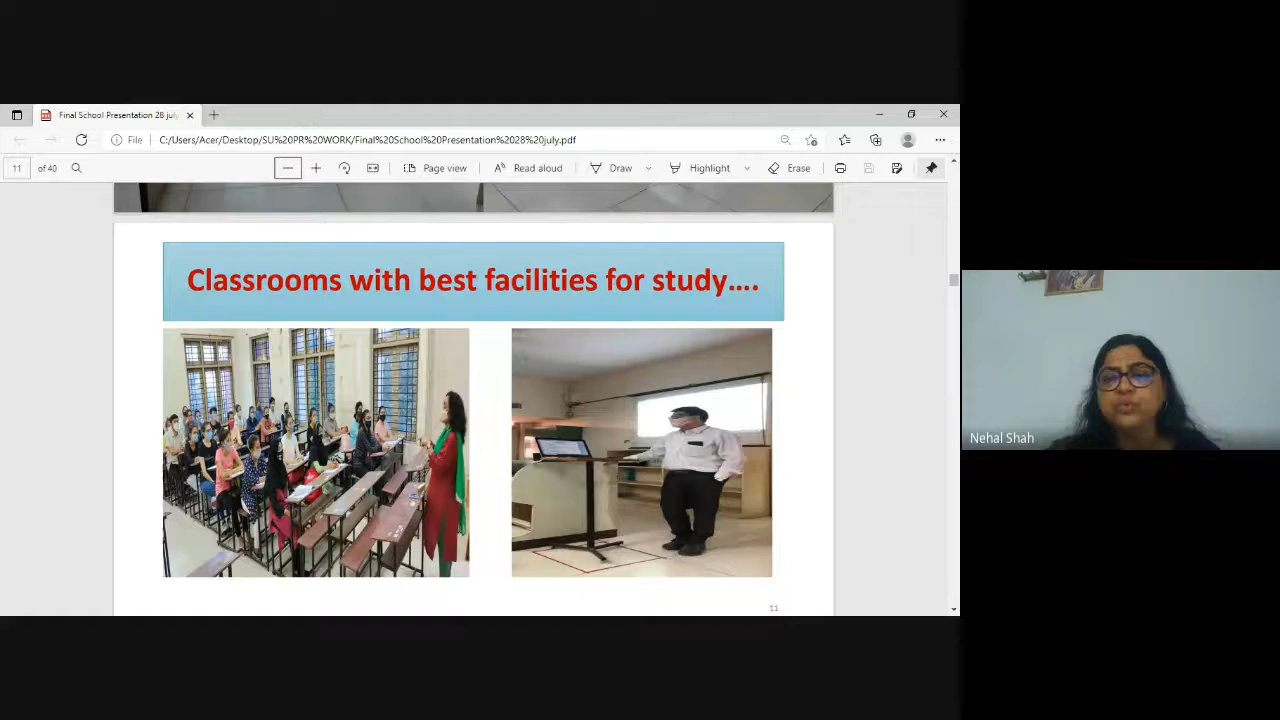 Final School Presentation 28 july
File
C:/Users/Acer/Desktop/SU%20PR%20WORK/Final%20School%20Presentation%2028%20july.pdf
11 of 40
Page view
Read aloud
Draw
Highlight
Erase
Classrooms with best facilities for study....
11
Nehal Shah